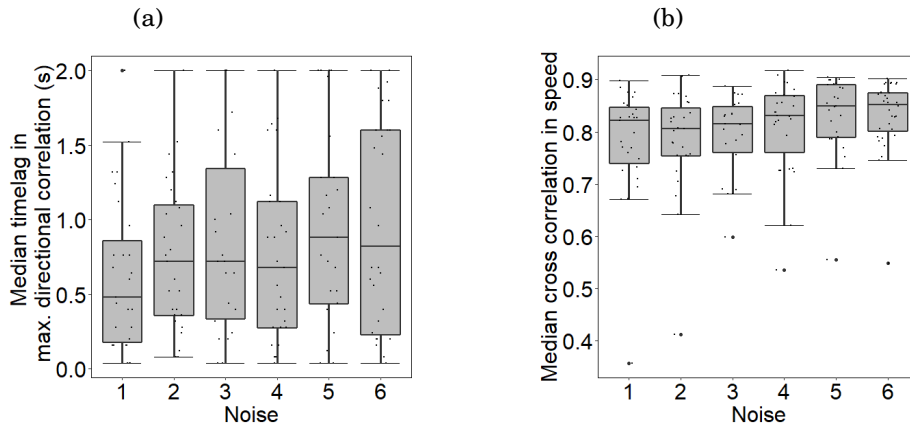 (a)
Median timelag in
max. directional correlation (s)
2.0
1.5
1.0
0.5
0.0
1 2 3 4 5 6
Noise
(b)
Median cross correlation in speed
0.9
0.8
0.7
0.6
0.5
0.4
1 2 3 4 5 6
Noise